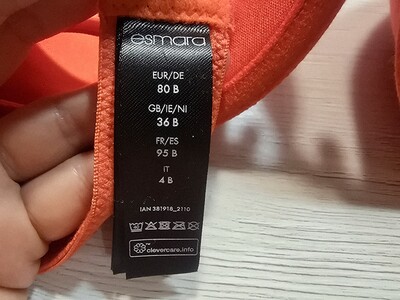 esmara
EUR/DE
80 B
GB/IE/NI
36 B
FR/ES
95 B
IT
4 B
IAN 381918_2110
clevercare.info